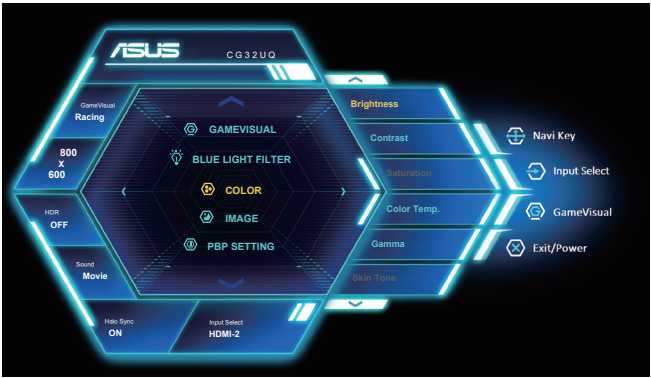 ASUS
CG32UQ
GameVisual
Racing
800
X
600
HDR
OFF
Sound
Movie
Halo Sync
ON
Input Select
HDMI-2
GAMEVISUAL
BLUE LIGHT FILTER
COLOR
IMAGE
PBP SETTING
Brightness
Contrast
Saturation
Color Temp.
Gamma
Skin Tone
Navi Key
Input Select
GameVisual
Exit/Power